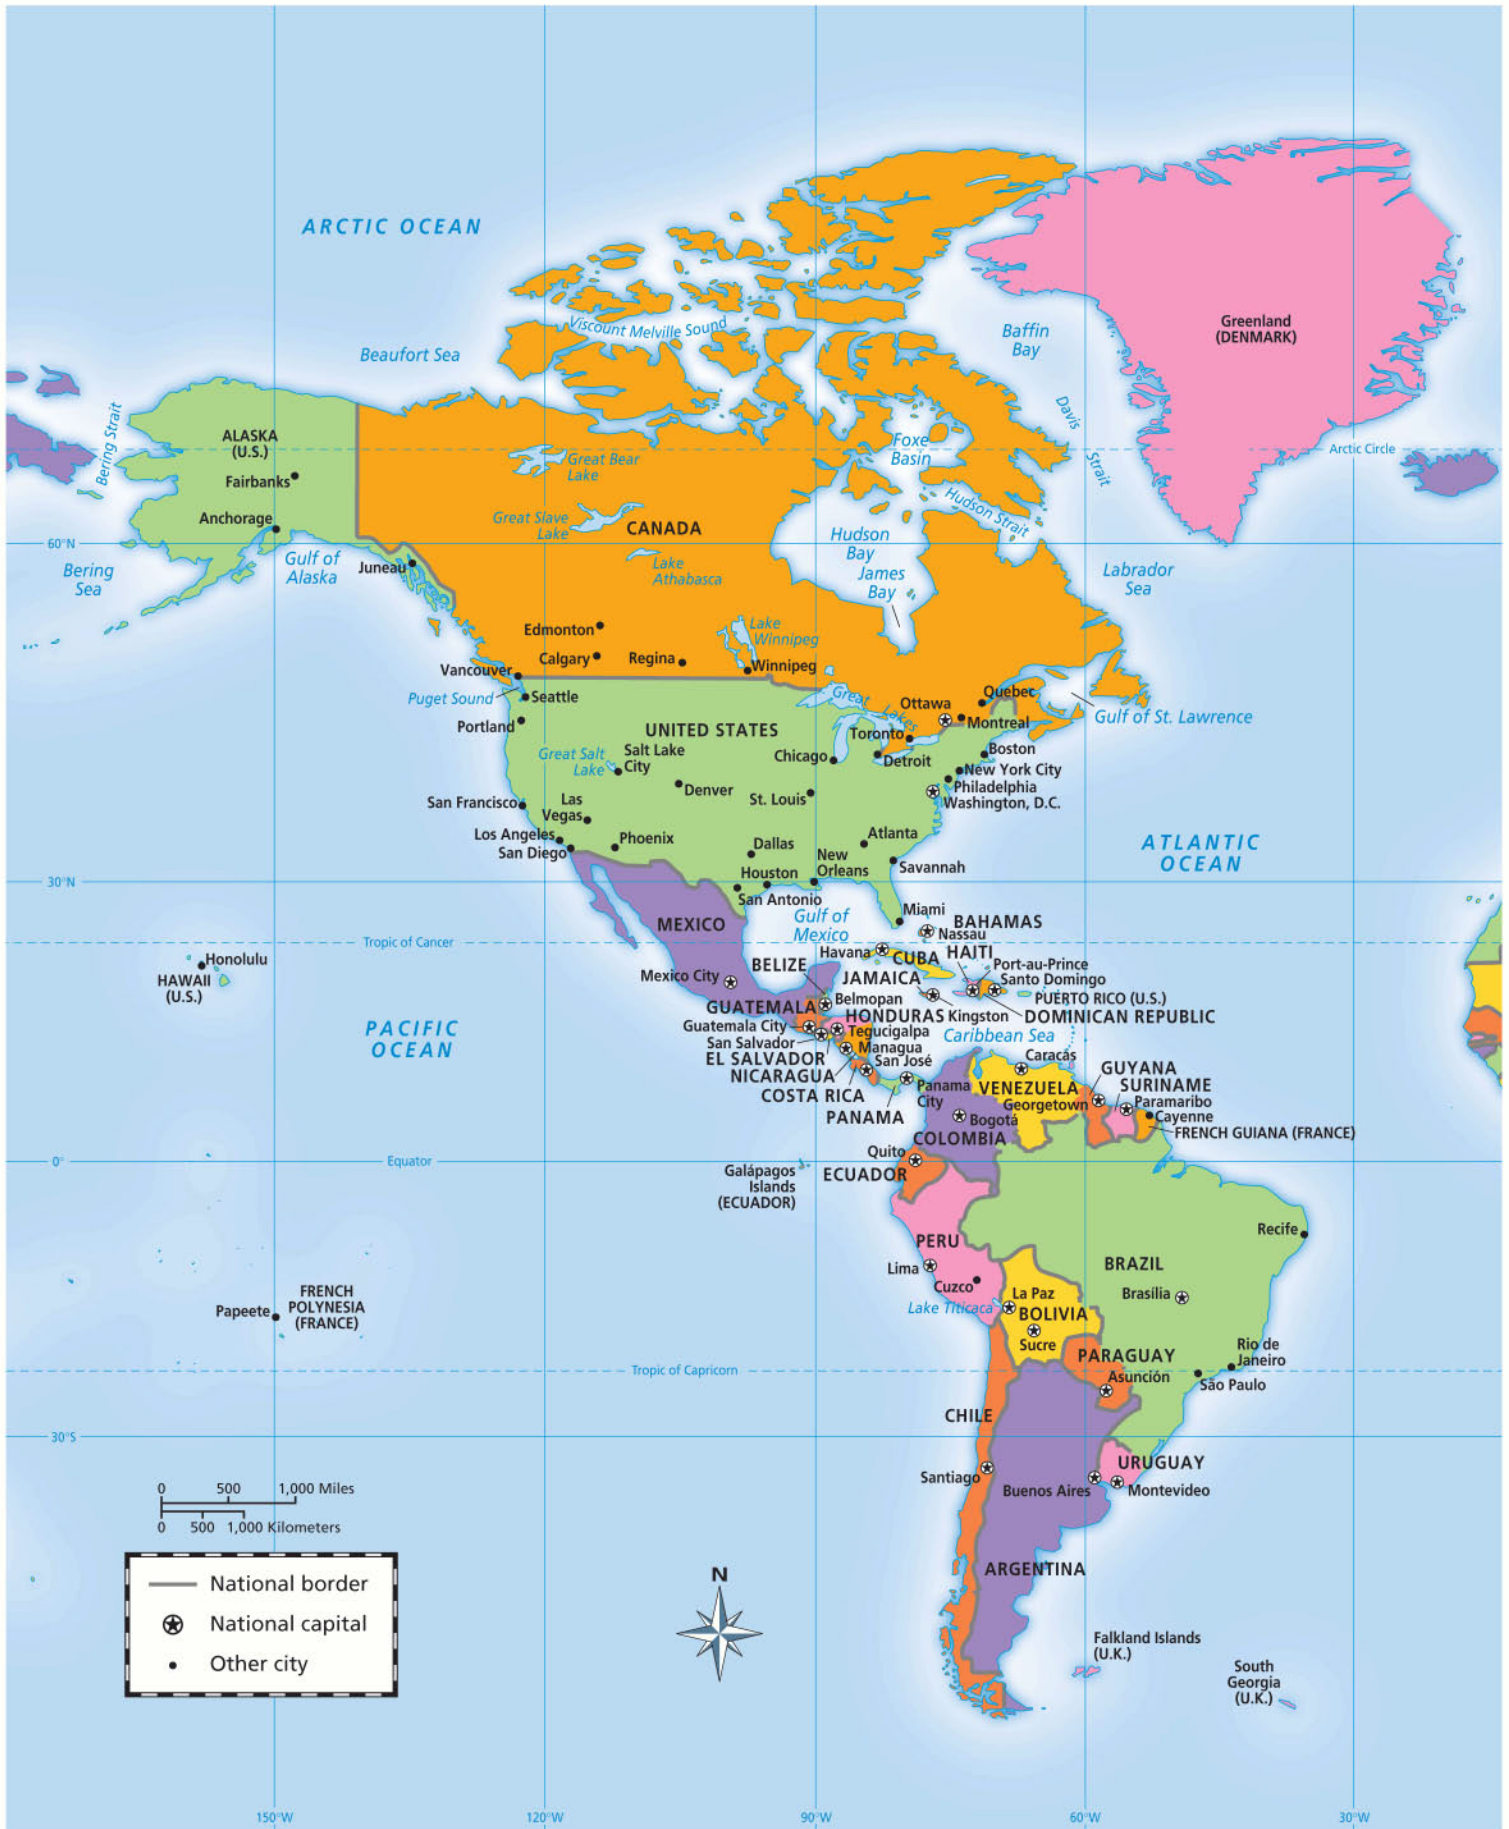 ARCTIC OCEAN
Viscount Melville Sound
Beaufort Sea
Baffin
Bay
Greenland
(DENMARK)
Bering Strait
Davis
Strait
ALASKA
(U.S.)
Foxe
Basin
Arctic Circle
Great Bear
Lake
Fairbanks
Great Slave
Lake
Hudson Strait
Anchorage
CANADA
Hudson
Bay
60°N
Gulf of
Alaska
Juneau
Lake
Athabasca
James
Bay
Bering
Sea
Labrador
Sea
Edmonton
Lake
Winnipeg
Calgary
Regina
Winnipeg
Vancouver
Puget Sound
Seattle
Great Lakes
Ottawa
Quebec
Gulf of St. Lawrence
Portland
UNITED STATES
Toronto
Montreal
Great Salt
Lake
Salt Lake
City
Chicago
Detroit
Boston
New York City
Denver
St. Louis
Philadelphia
Washington, D.C.
San Francisco
Las
Vegas
Los Angeles
San Diego
Phoenix
Dallas
Atlanta
ATLANTIC
OCEAN
New
Orleans
Savannah
Houston
San Antonio
30°N
Miami
Gulf of
Mexico
BAHAMAS
Nassau
MEXICO
Tropic of Cancer
Havana
CUBA
HAITI
Honolulu
HAWAII
(U.S.)
Mexico City
BELIZE
JAMAICA
Port-au-Prince
Santo Domingo
Belmopan
PUERTO RICO (U.S.)
GUATEMALA
HONDURAS
Kingston
DOMINICAN REPUBLIC
Guatemala City
Tegucigalpa
Caribbean Sea
San Salvador
Managua
PACIFIC
OCEAN
EL SALVADOR
San José
Caracás
NICARAGUA
COSTA RICA
Panama
City
VENEZUELA
GUYANA
SURINAME
Georgetown
Paramaribo
PANAMA
Bogotá
Cayenne
FRENCH GUIANA (FRANCE)
COLOMBIA
0°
Equator
Quito
Galápagos
Islands
(ECUADOR)
ECUADOR
Recife
PERU
BRAZIL
Lima
Cuzco
La Paz
Brasília
Lake Titicaca
BOLIVIA
Papeete
FRENCH
POLYNESIA
(FRANCE)
Sucre
Rio de
Janeiro
PARAGUAY
Tropic of Capricorn
Asunción
São Paulo
CHILE
30°S
URUGUAY
Santiago
Buenos Aires
Montevideo
0 500 1,000 Miles
0 500 1,000 Kilometers
ARGENTINA
National border
National capital
Other city
N
Falkland Islands
(U.K.)
South
Georgia
(U.K.)
150°W
120°W
90°W
60°W
30°W